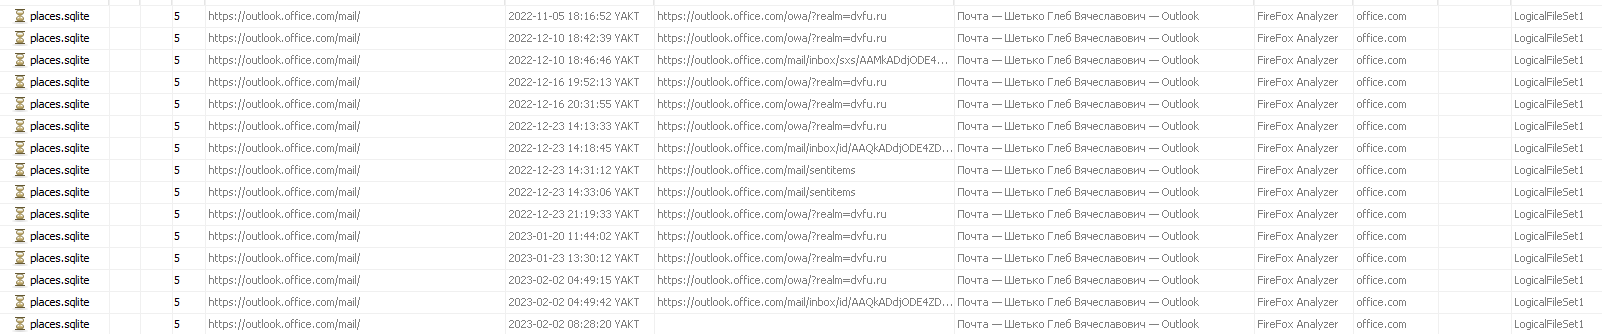 places.sqlite 5 https://outlook.office.com/mail/ 2022-11-05 18:16:52 YAKT https://outlook.office.com/owa/?realm=dvfu.ru Почта — Шетько Глеб Вячеславович — Outlook FireFox Analyzer office.com LogicalFileSet1
places.sqlite 5 https://outlook.office.com/mail/ 2022-12-10 18:42:39 YAKT https://outlook.office.com/owa/?realm=dvfu.ru Почта — Шетько Глеб Вячеславович — Outlook FireFox Analyzer office.com LogicalFileSet1
places.sqlite 5 https://outlook.office.com/mail/ 2022-12-10 18:46:46 YAKT https://outlook.office.com/mail/inbox/sxs/AAMkADdjODE4... Почта — Шетько Глеб Вячеславович — Outlook FireFox Analyzer office.com LogicalFileSet1
places.sqlite 5 https://outlook.office.com/mail/ 2022-12-16 19:52:13 YAKT https://outlook.office.com/owa/?realm=dvfu.ru Почта — Шетько Глеб Вячеславович — Outlook FireFox Analyzer office.com LogicalFileSet1
places.sqlite 5 https://outlook.office.com/mail/ 2022-12-16 20:31:55 YAKT https://outlook.office.com/owa/?realm=dvfu.ru Почта — Шетько Глеб Вячеславович — Outlook FireFox Analyzer office.com LogicalFileSet1
places.sqlite 5 https://outlook.office.com/mail/ 2022-12-23 14:13:33 YAKT https://outlook.office.com/owa/?realm=dvfu.ru Почта — Шетько Глеб Вячеславович — Outlook FireFox Analyzer office.com LogicalFileSet1
places.sqlite 5 https://outlook.office.com/mail/ 2022-12-23 14:18:45 YAKT https://outlook.office.com/mail/inbox/id/AAQkADdjODE4ZD... Почта — Шетько Глеб Вячеславович — Outlook FireFox Analyzer office.com LogicalFileSet1
places.sqlite 5 https://outlook.office.com/mail/ 2022-12-23 14:31:12 YAKT https://outlook.office.com/mail/sentitems Почта — Шетько Глеб Вячеславович — Outlook FireFox Analyzer office.com LogicalFileSet1
places.sqlite 5 https://outlook.office.com/mail/ 2022-12-23 14:33:06 YAKT https://outlook.office.com/mail/sentitems Почта — Шетько Глеб Вячеславович — Outlook FireFox Analyzer office.com LogicalFileSet1
places.sqlite 5 https://outlook.office.com/mail/ 2022-12-23 21:19:33 YAKT https://outlook.office.com/owa/?realm=dvfu.ru Почта — Шетько Глеб Вячеславович — Outlook FireFox Analyzer office.com LogicalFileSet1
places.sqlite 5 https://outlook.office.com/mail/ 2023-01-20 11:44:02 YAKT https://outlook.office.com/owa/?realm=dvfu.ru Почта — Шетько Глеб Вячеславович — Outlook FireFox Analyzer office.com LogicalFileSet1
places.sqlite 5 https://outlook.office.com/mail/ 2023-01-23 13:30:12 YAKT https://outlook.office.com/owa/?realm=dvfu.ru Почта — Шетько Глеб Вячеславович — Outlook FireFox Analyzer office.com LogicalFileSet1
places.sqlite 5 https://outlook.office.com/mail/ 2023-02-02 04:49:15 YAKT https://outlook.office.com/owa/?realm=dvfu.ru Почта — Шетько Глеб Вячеславович — Outlook FireFox Analyzer office.com LogicalFileSet1
places.sqlite 5 https://outlook.office.com/mail/ 2023-02-02 04:49:42 YAKT https://outlook.office.com/mail/inbox/id/AAQkADdjODE4ZD... Почта — Шетько Глеб Вячеславович — Outlook FireFox Analyzer office.com LogicalFileSet1
places.sqlite 5 https://outlook.office.com/mail/ 2023-02-02 08:28:20 YAKT Почта — Шетько Глеб Вячеславович — Outlook FireFox Analyzer office.com LogicalFileSet1